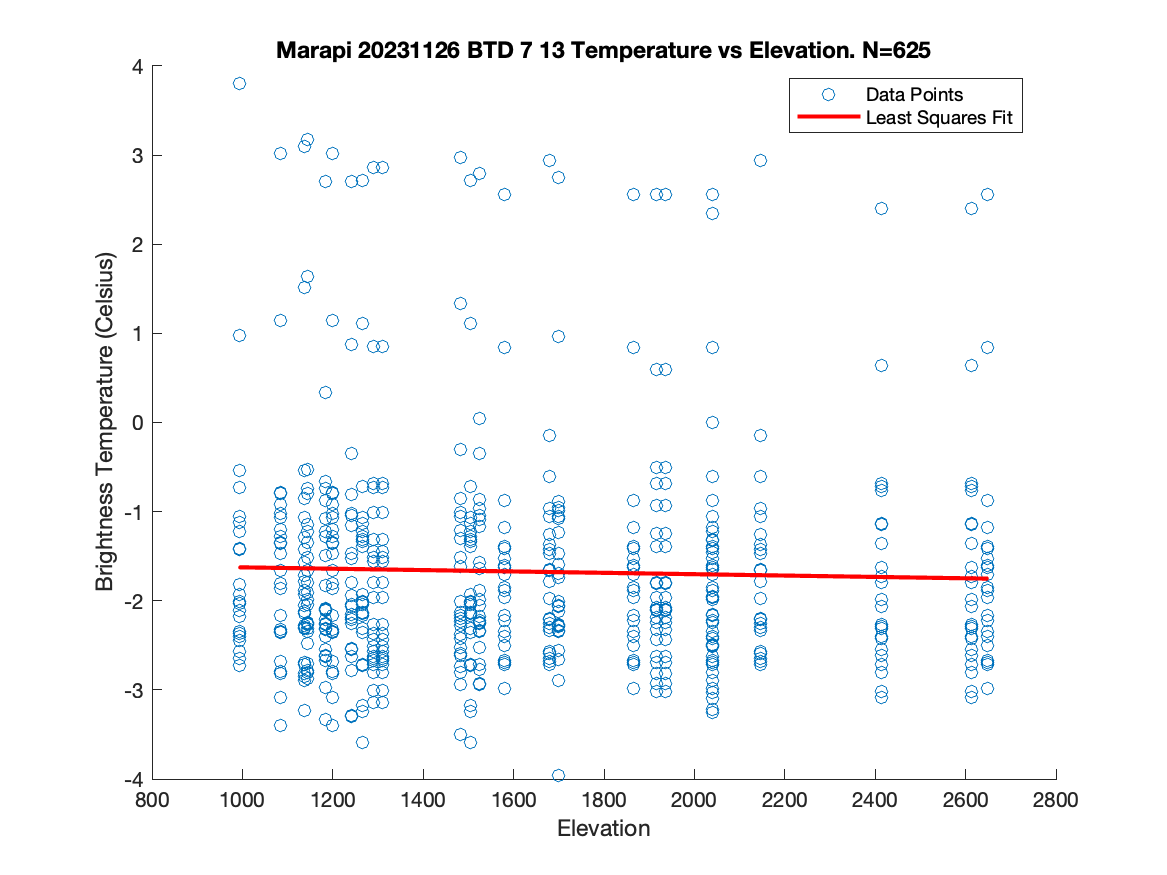 Marapi 20231126 BTD 7 13 Temperature vs Elevation. N=625
Data Points
Least Squares Fit
Brightness Temperature (Celsius)
4
3
2
1
0
-1
-2
-3
-4
800 1000 1200 1400 1600 1800 2000 2200 2400 2600 2800
Elevation